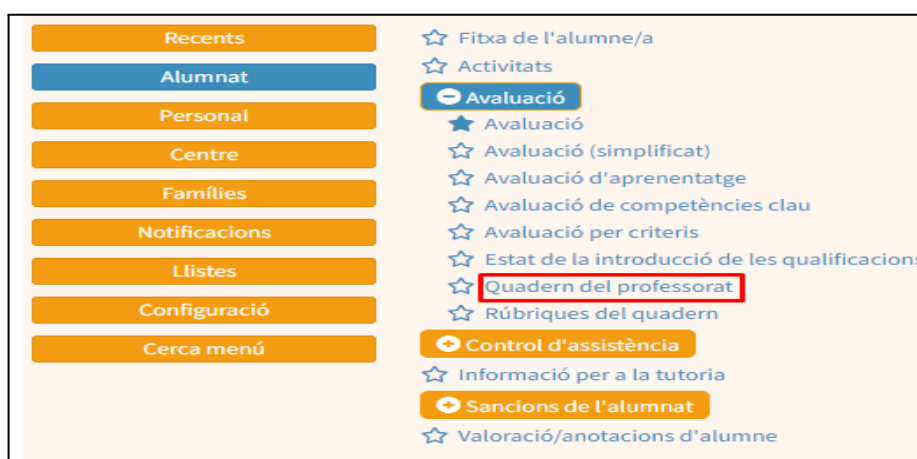 Recents
Alumnat
Personal
Centre
Famílies
Notificacions
Llistes
Configuració
Cerca menú
Fitxa de l'alumne/a
Activitats
Avaluació
Avaluació
Avaluació (simplificat)
Avaluació d'aprenentatge
Avaluació de competències clau
Avaluació per criteris
Estat de la introducció de les qualificacions
Quadern del professorat
Rúbriques del quadern
Control d'assistència
Informació per a la tutoria
Sancions de l'alumnat
Valoració/anotacions d'alumne